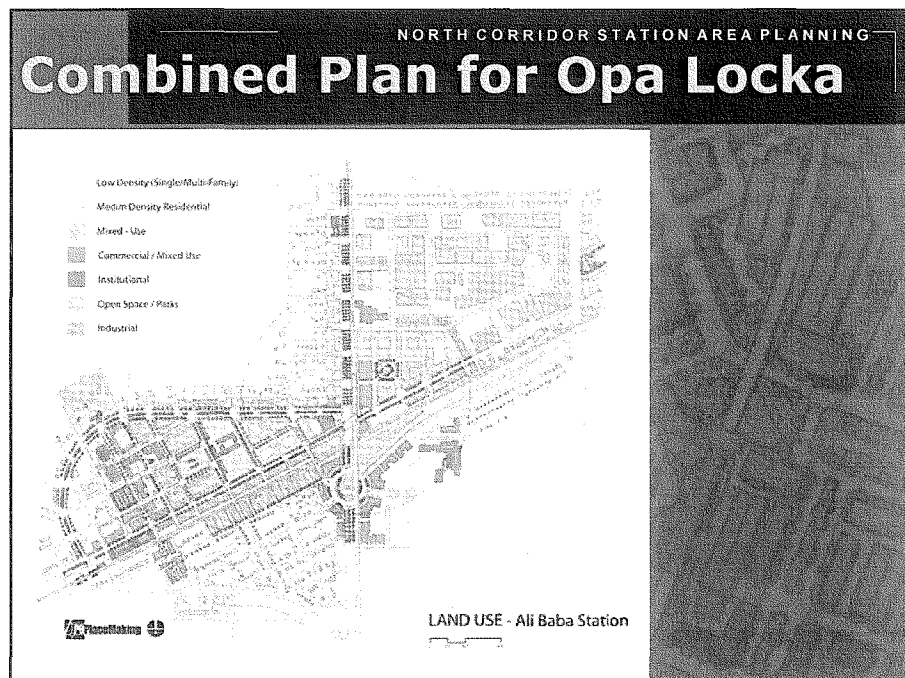 NORTH CORRIDOR STATION AREA PLANNING
Combined Plan for Opa Locka
Low Density (Single/Multi-Family)
Medium Density Residential
Mixed - Use
Commercial / Mixed Use
Institutional
Open Space / Parks
Industrial
PlaceMaking
LAND USE - Ali Baba Station